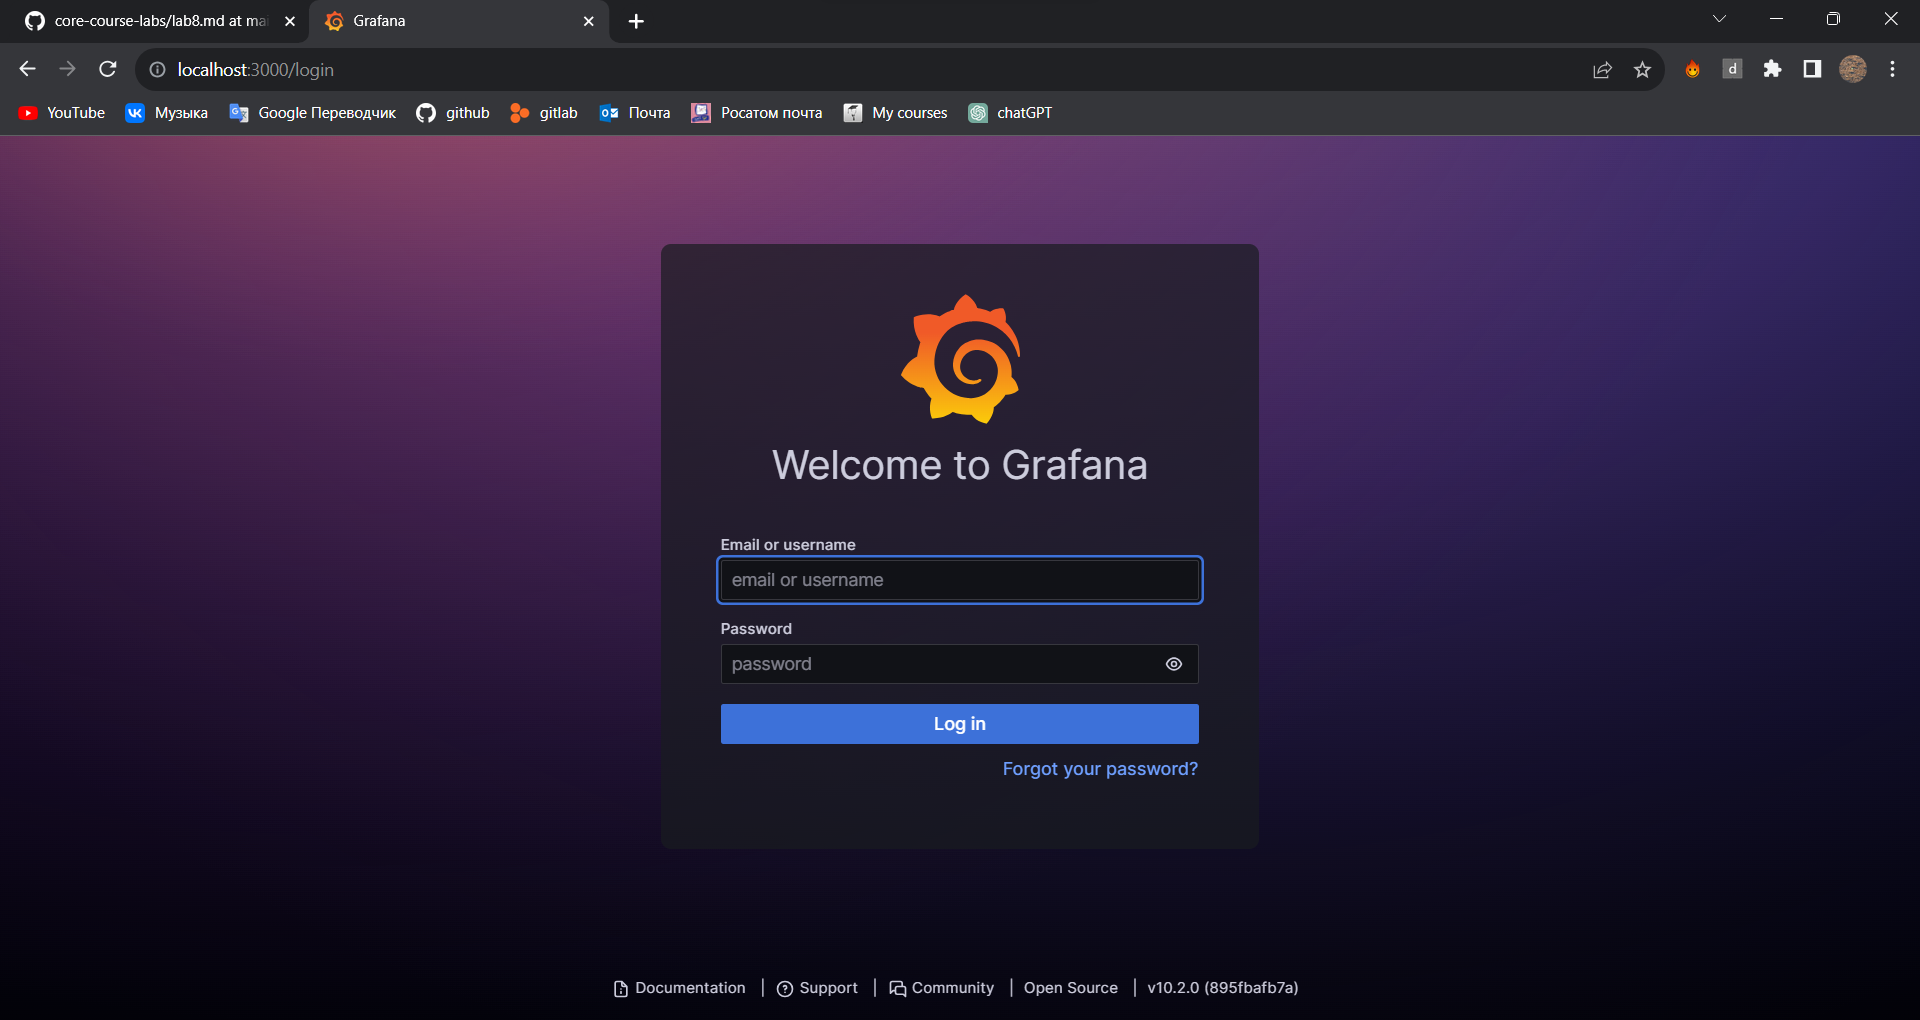 core-course-labs/lab8.md at mai
Grafana
localhost:3000/login
d
YouTube
Музыка
Google Переводчик
github
gitlab
Почта
Росатом почта
My courses
chatGPT
Welcome to Grafana
Email or username
email or username
Password
password
Log in
Forgot your password?
Documentation | Support | Community | Open Source | v10.2.0 (895fbafb7a)